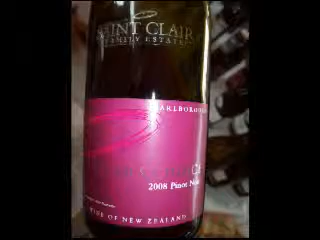 SAINT CLAIR
FAMILY ESTATE
MARLBOROUGH
2008 Pinot Noir
WINE OF NEW ZEALAND